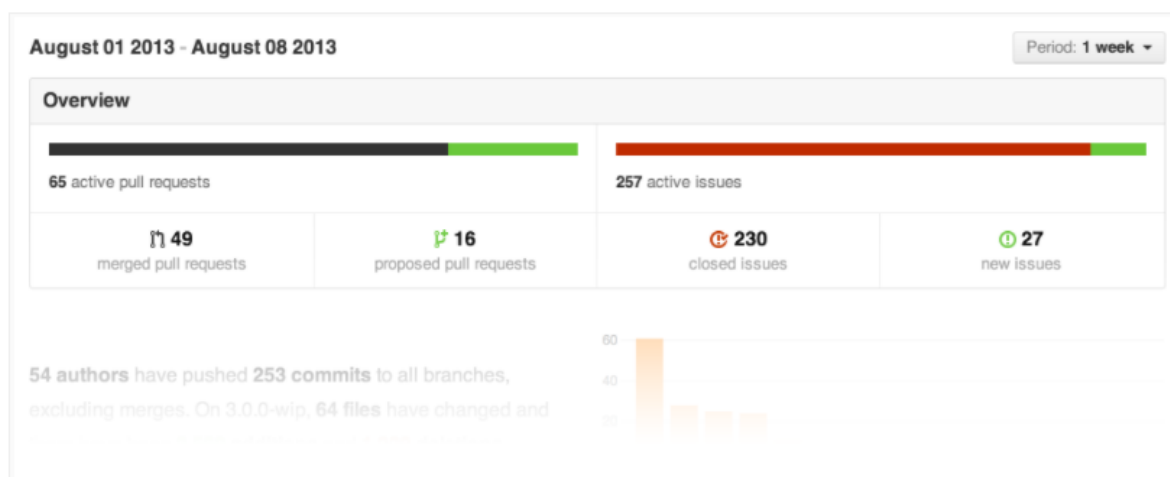 August 01 2013 - August 08 2013
Period: 1 week
Overview
65 active pull requests
257 active issues
49
merged pull requests
16
proposed pull requests
230
closed issues
27
new issues
54 authors have pushed 253 commits to all branches,
excluding merges. On 3.0.0-wip, 64 files have changed and
60
40
20